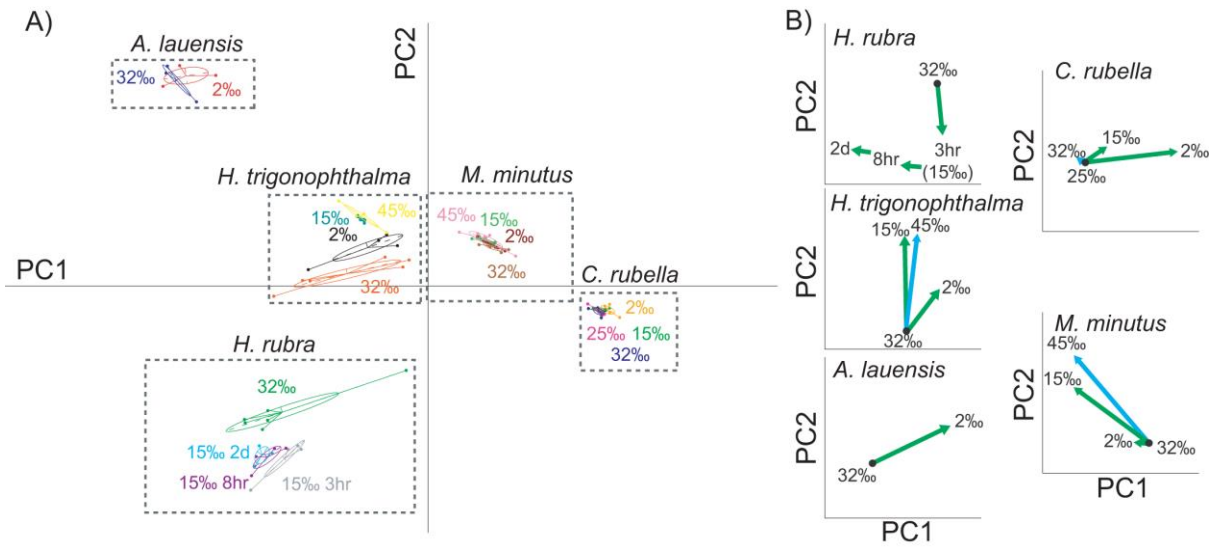 A)
A. lauensis
32‰
2‰
PC2
H. trigonophthalma
15‰ 45‰
2‰
32‰
M. minutus
45‰ 15‰
2‰
32‰
PC1
C. rubella
2‰
25‰ 15‰
32‰
H. rubra
32‰
15‰ 2d
15‰ 8hr
15‰ 3hr
B)
H. rubra
PC2
32‰
2d
8hr
3hr
(15‰)
C. rubella
PC2
32‰
15‰
2‰
25‰
H. trigonophthalma
PC2
15‰ 45‰
2‰
32‰
A. lauensis
PC2
2‰
32‰
PC1
M. minutus
PC2
45‰
15‰
2‰
32‰
PC1